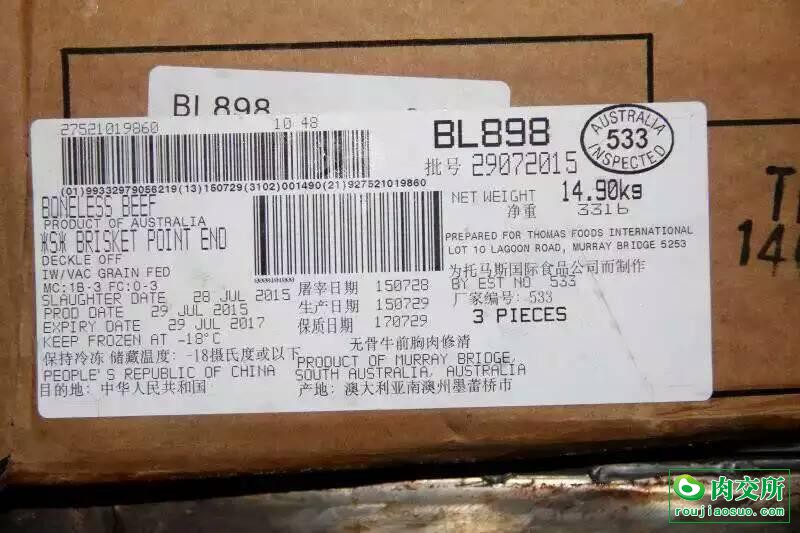 BL898
27521019860
10 48
BL898
AUSTRALIA
533
INSPECTED
批号 29072015
(01)99332979056219(13)150729(3102)001490(21)927521019860
BONELESS BEEF
PRODUCT OF AUSTRALIA
*S* BRISKET POINT END
DECKLE OFF
IW/VAC GRAIN FED
MC:1B-3 FC:0-3
SLAUGHTER DATE 28 JUL 2015
PROD DATE 29 JUL 2015
EXPIRY DATE 29 JUL 2017
KEEP FROZEN AT -18°C
保持冷冻 储藏温度: -18摄氏度或以下
PEOPLE'S REPUBLIC OF CHINA
目的地: 中华人民共和国
屠宰日期 150728
生产日期 150729
保质日期 170729
无骨牛前胸肉修清
PRODUCT OF MURRAY BRIDGE,
SOUTH AUSTRALIA, AUSTRALIA
产地: 澳大利亚南澳州墨蕾桥市
NET WEIGHT 14.90kg
净重 33lb
PREPARED FOR THOMAS FOODS INTERNATIONAL
LOT 10 LAGOON ROAD, MURRAY BRIDGE 5253
为托马斯国际食品公司而制作
BY EST NO 533
厂家编号: 533
3 PIECES
肉交所
roujiaosuo.com